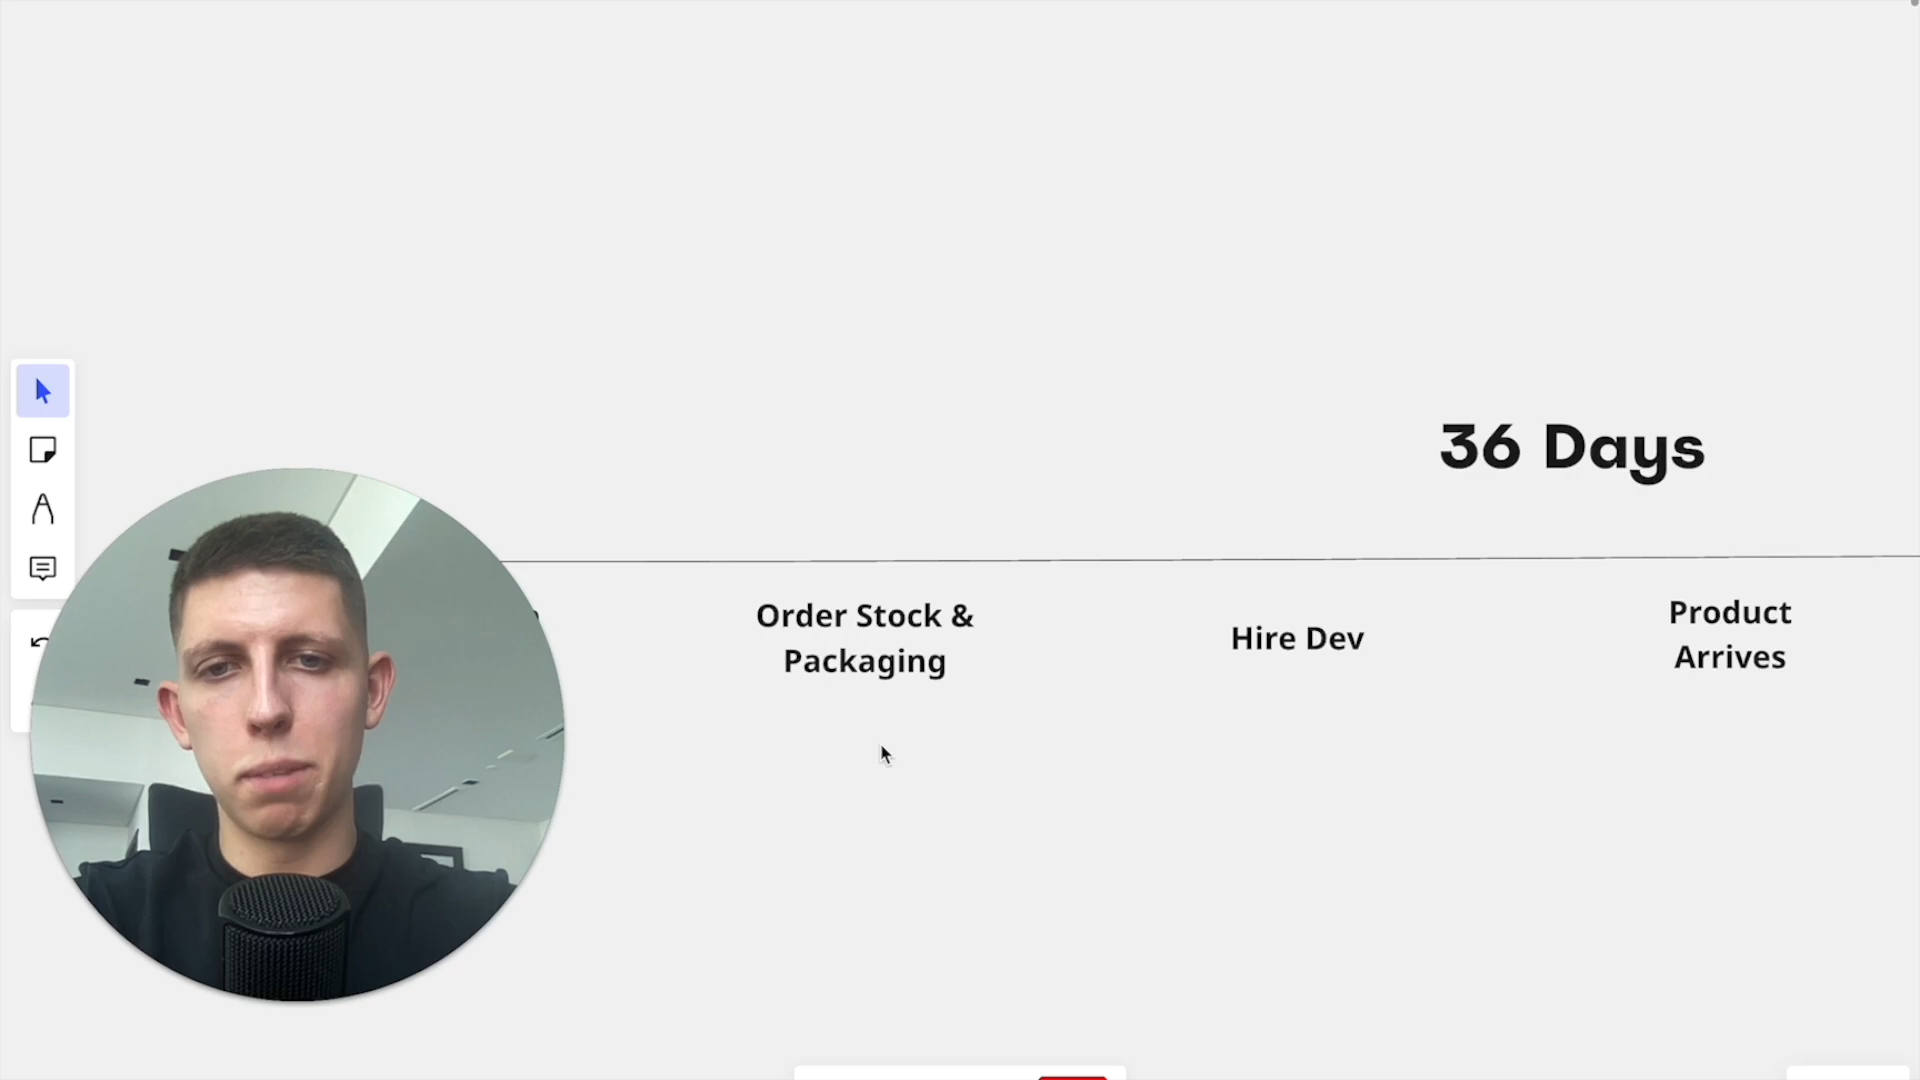 36 Days
Order Stock &
Packaging
Hire Dev
Product
Arrives